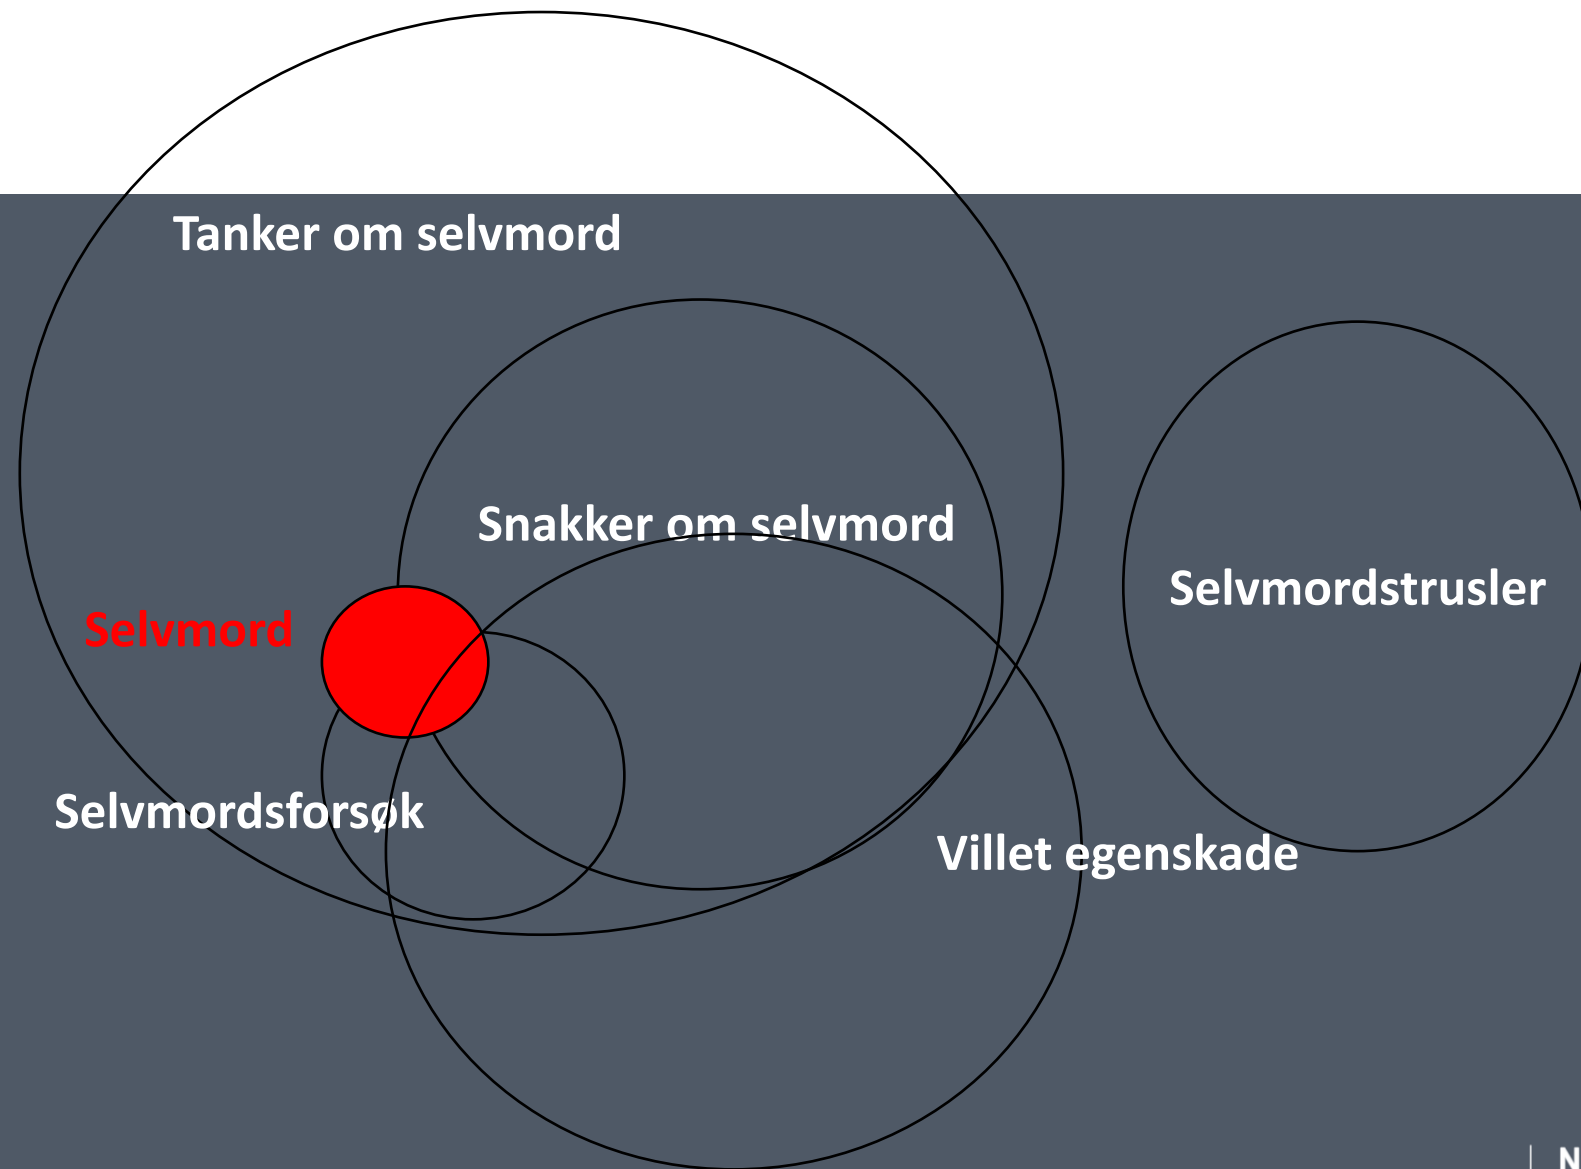 Tanker om selvmord
Snakker om selvmord
Selvmordstrusler
Selvmord
Selvmordsforsøk
Villet egenskade
N